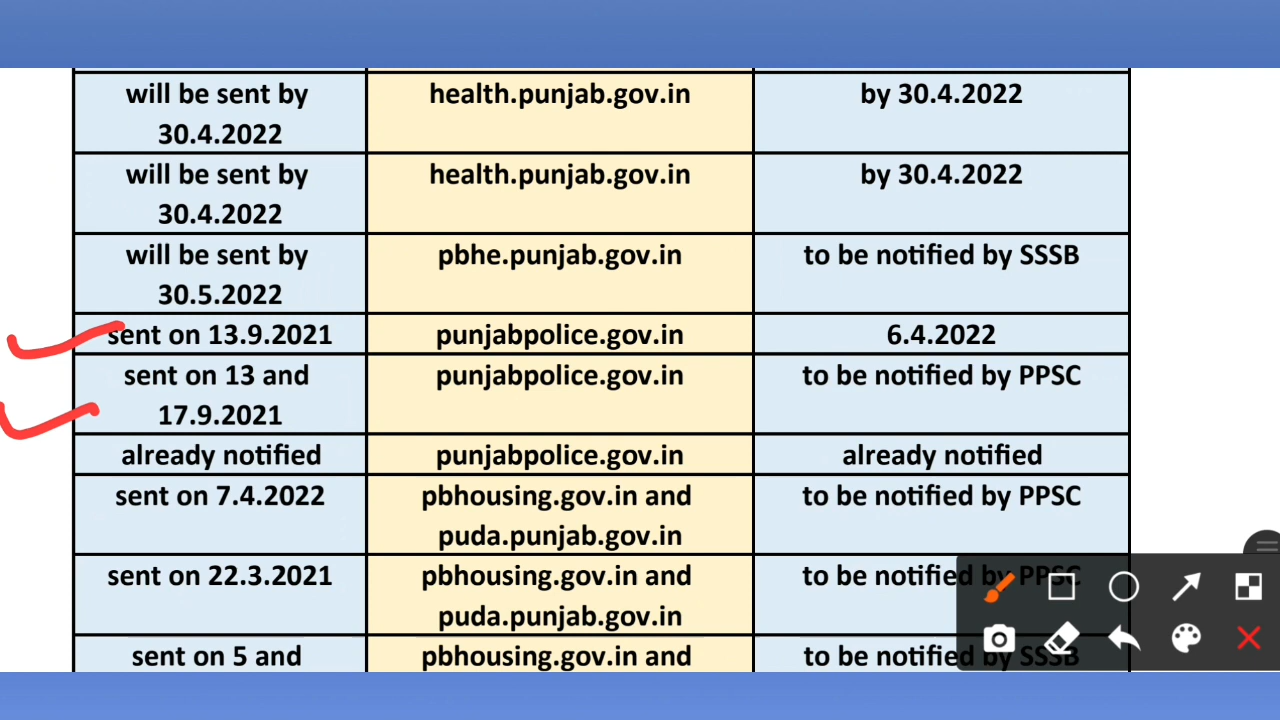 will be sent by health.punjab.gov.in by 30.4.2022
30.4.2022
will be sent by health.punjab.gov.in by 30.4.2022
30.4.2022
will be sent by pbhe.punjab.gov.in to be notified by SSSB
30.5.2022
sent on 13.9.2021 punjabpolice.gov.in 6.4.2022
sent on 13 and punjabpolice.gov.in to be notified by PPSC
17.9.2021
already notified punjabpolice.gov.in already notified
sent on 7.4.2022 pbhousing.gov.in and to be notified by PPSC
puda.punjab.gov.in
sent on 22.3.2021 pbhousing.gov.in and to be notified by PPSC
puda.punjab.gov.in
sent on 5 and pbhousing.gov.in and to be notified by SSSB